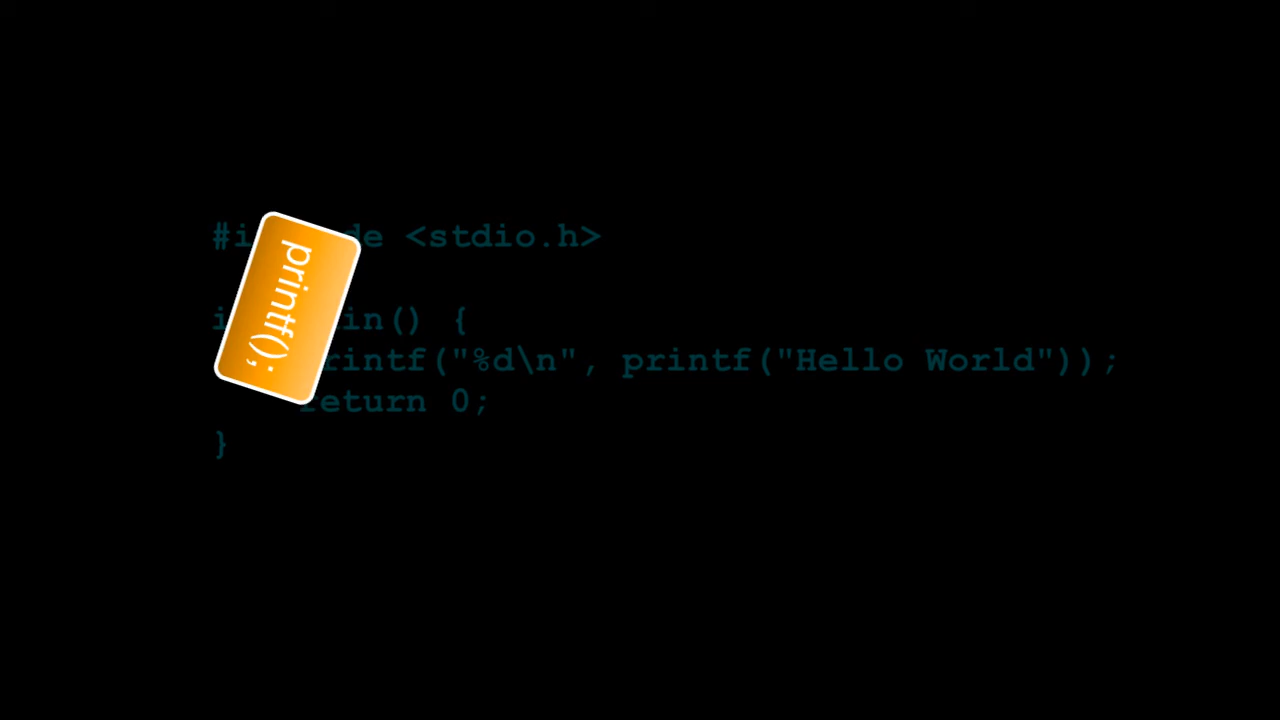 #i de <stdio.h>
i in() {
rintf("%d\n", printf("Hello World"));
return 0;
}
printf();